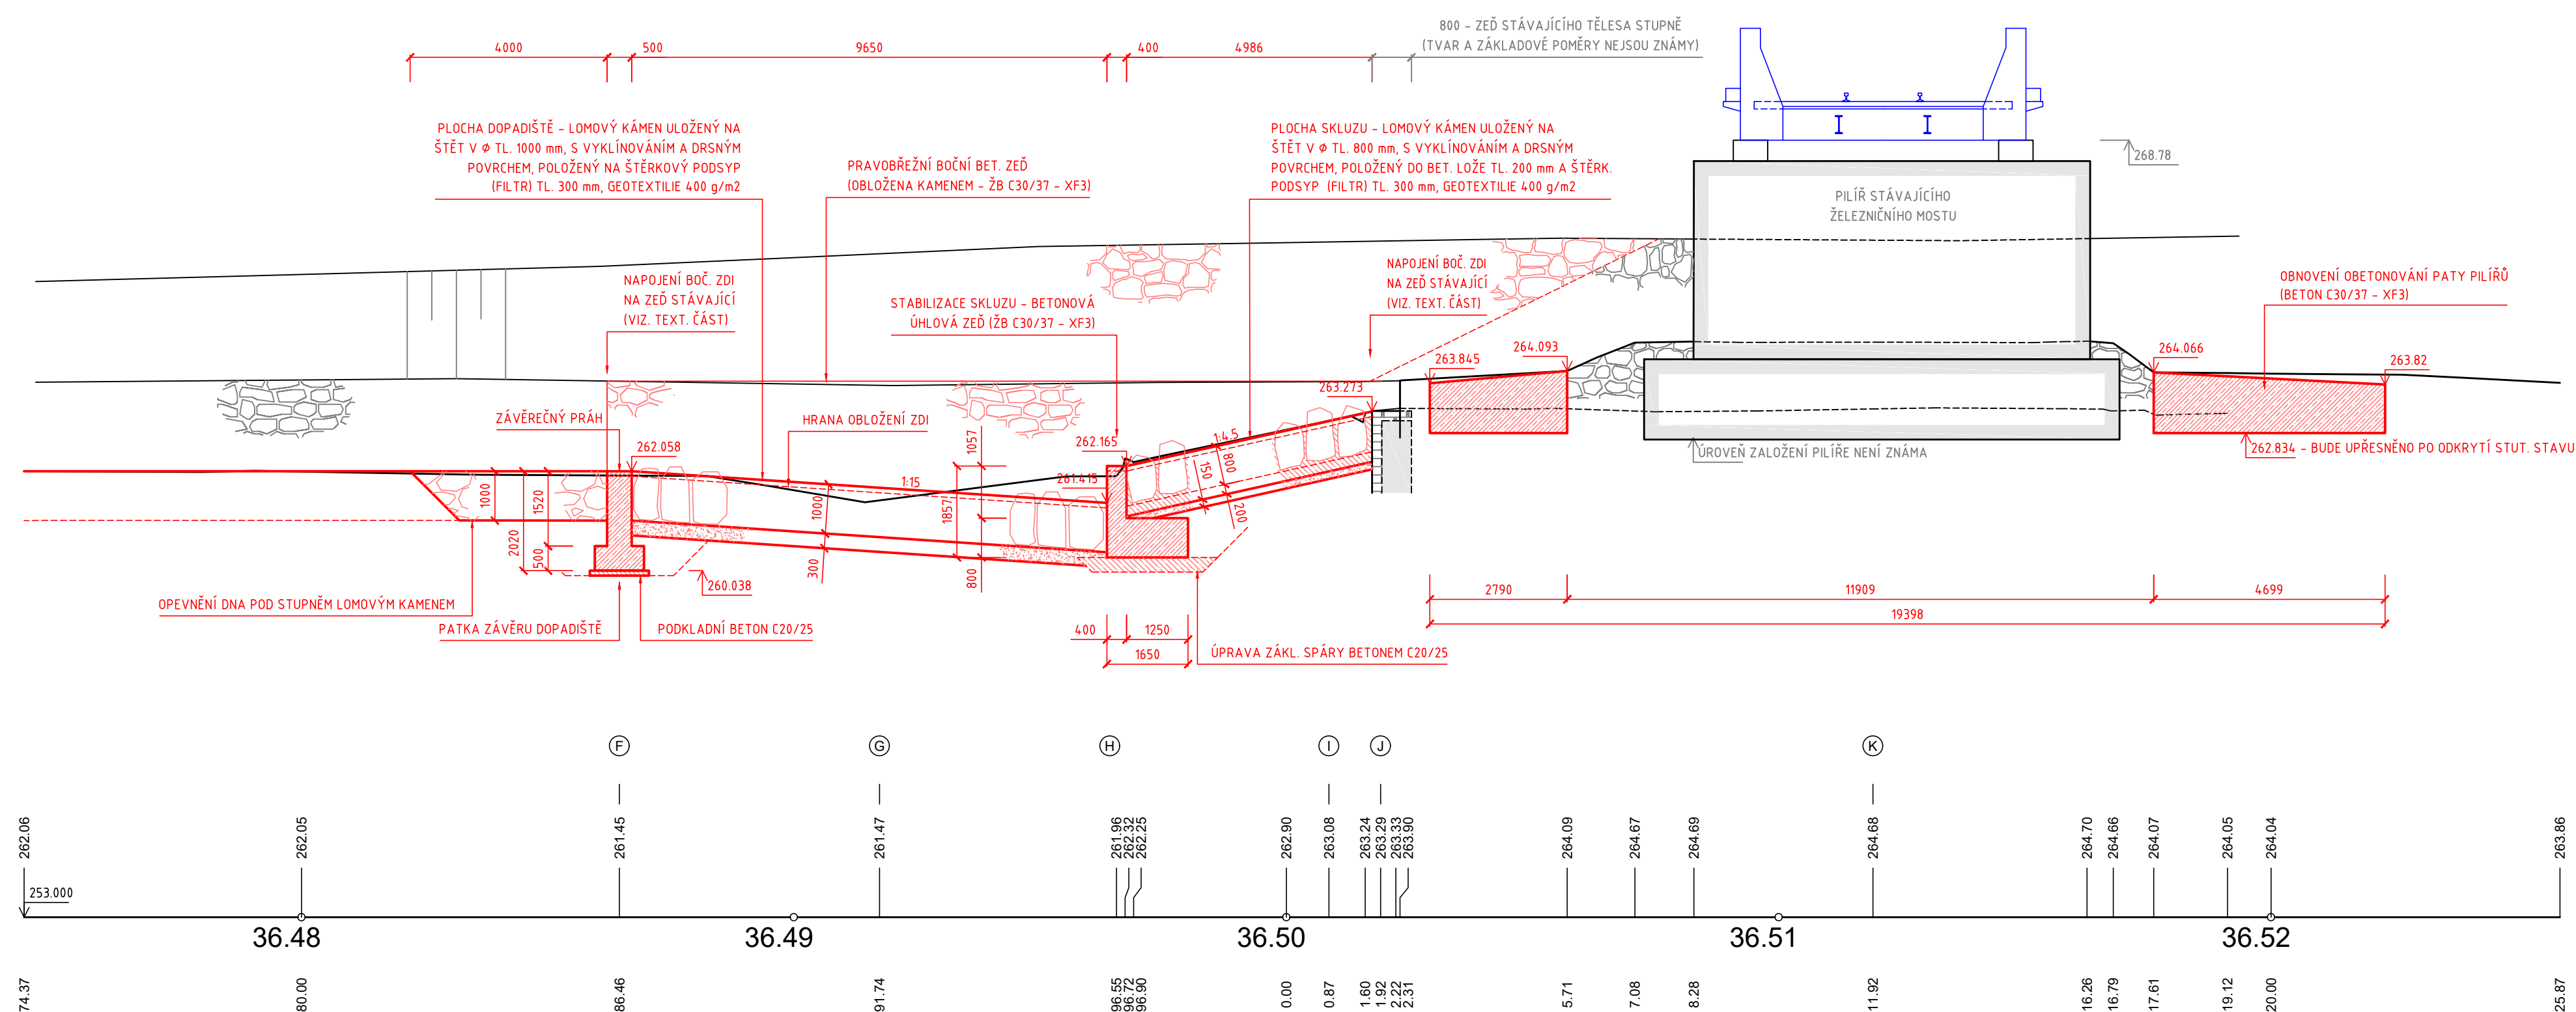 800 - ZEĎ STÁVAJÍCÍHO TĚLESA STUPNĚ
(TVAR A ZÁKLADOVÉ POMĚRY NEJSOU ZNÁMY)
4000
500
9650
400
4986
PLOCHA DOPADIŠTĚ - LOMOVÝ KÁMEN ULOŽENÝ NA
ŠTĚT V Ø TL. 1000 mm, S VYKLÍNOVÁNÍM A DRSNÝM
POVRCHEM, POLOŽENÝ NA ŠTĚRKOVÝ PODSYP
(FILTR) TL. 300 mm, GEOTEXTILIE 400 g/m2
PRAVOBŘEŽNÍ BOČNÍ BET. ZEĎ
(OBLOŽENA KAMENEM - ŽB C30/37 - XF3)
PLOCHA SKLUZU - LOMOVÝ KÁMEN ULOŽENÝ NA
ŠTĚT V Ø TL. 800 mm, S VYKLÍNOVÁNÍM A DRSNÝM
POVRCHEM, POLOŽENÝ DO BET. LOŽE TL. 200 mm A ŠTĚRK.
PODSYP (FILTR) TL. 300 mm, GEOTEXTILIE 400 g/m2
268.78
PILÍŘ STÁVAJÍCÍHO
ŽELEZNIČNÍHO MOSTU
NAPOJENÍ BOČ. ZDI
NA ZEĎ STÁVAJÍCÍ
(VIZ. TEXT. ČÁST)
STABILIZACE SKLUZU - BETONOVÁ
ÚHLOVÁ ZEĎ (ŽB C30/37 - XF3)
NAPOJENÍ BOČ. ZDI
NA ZEĎ STÁVAJÍCÍ
(VIZ. TEXT. ČÁST)
OBNOVENÍ OBETONOVÁNÍ PATY PILÍŘŮ
(BETON C30/37 - XF3)
263.845
264.093
264.066
263.82
263.273
ZÁVĚREČNÝ PRÁH
HRANA OBLOŽENÍ ZDI
262.058
262.165
261.415
1:15
1:4.5
1057
1857
800
1000
1520
2020
500
1000
300
150
800
200
ÚROVEŇ ZALOŽENÍ PILÍŘE NENÍ ZNÁMA
262.834 - BUDE UPŘESNĚNO PO ODKRYTÍ STUT. STAVU
260.038
OPEVNĚNÍ DNA POD STUPNĚM LOMOVÝM KAMENEM
PATKA ZÁVĚRU DOPADIŠTĚ
PODKLADNÍ BETON C20/25
400
1250
1650
ÚPRAVA ZÁKL. SPÁRY BETONEM C20/25
2790
11909
4699
19398
F
G
H
I
J
K
262.06
262.05
261.45
261.47
261.96
262.32
262.25
262.90
263.08
263.24
263.29
263.33
263.90
264.09
264.67
264.69
264.68
264.70
264.66
264.07
264.05
264.04
263.86
253.000
36.48
36.49
36.50
36.51
36.52
74.37
80.00
86.46
91.74
96.55
96.72
96.90
0.00
0.87
1.60
1.92
2.22
2.31
5.71
7.08
8.28
11.92
16.26
16.79
17.61
19.12
20.00
25.87